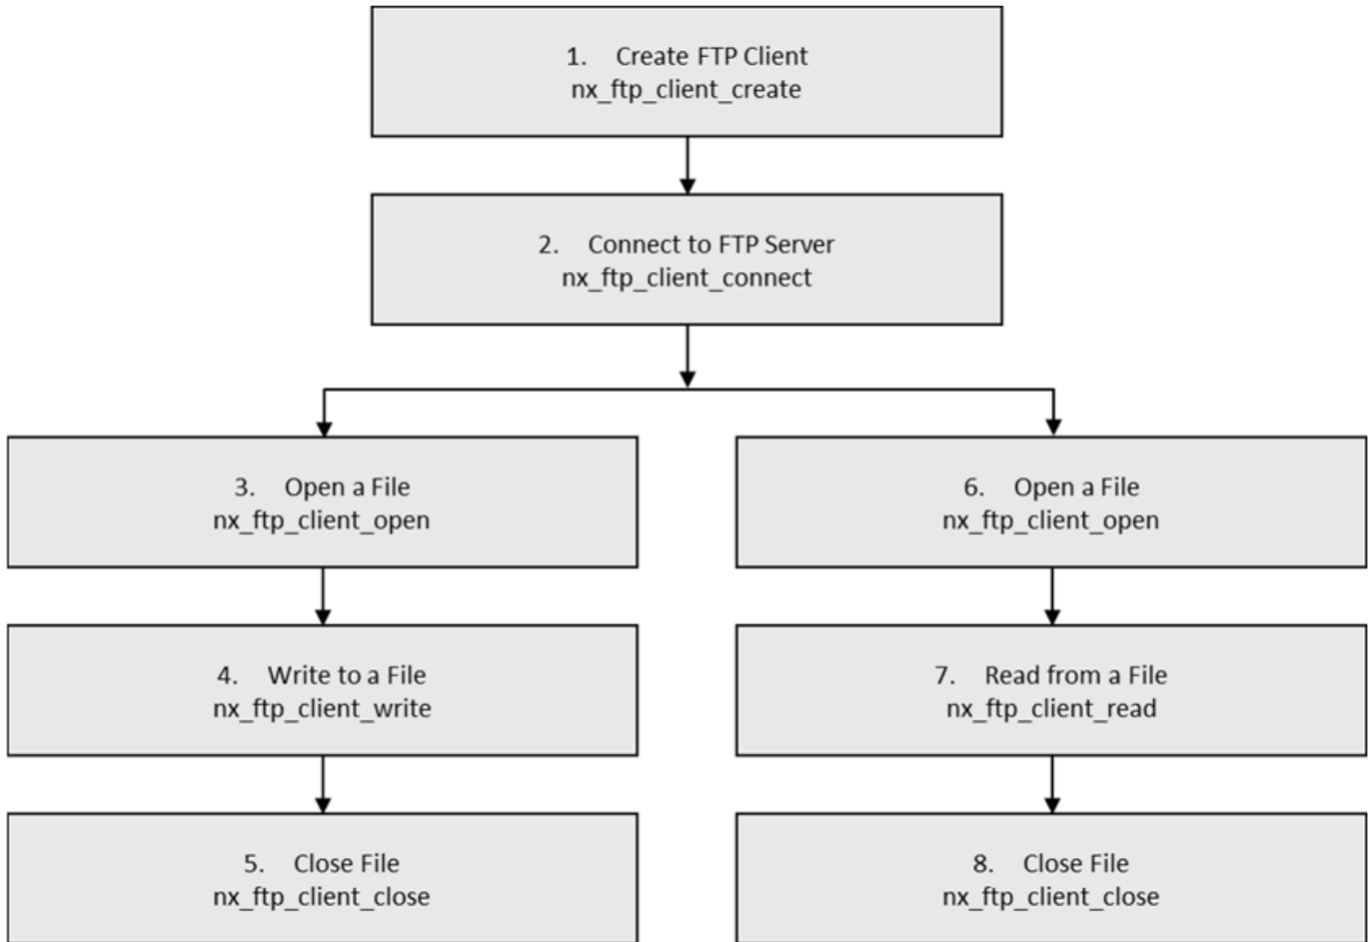 1. Create FTP Client
nx_ftp_client_create
2. Connect to FTP Server
nx_ftp_client_connect
3. Open a File
nx_ftp_client_open
4. Write to a File
nx_ftp_client_write
5. Close File
nx_ftp_client_close
6. Open a File
nx_ftp_client_open
7. Read from a File
nx_ftp_client_read
8. Close File
nx_ftp_client_close